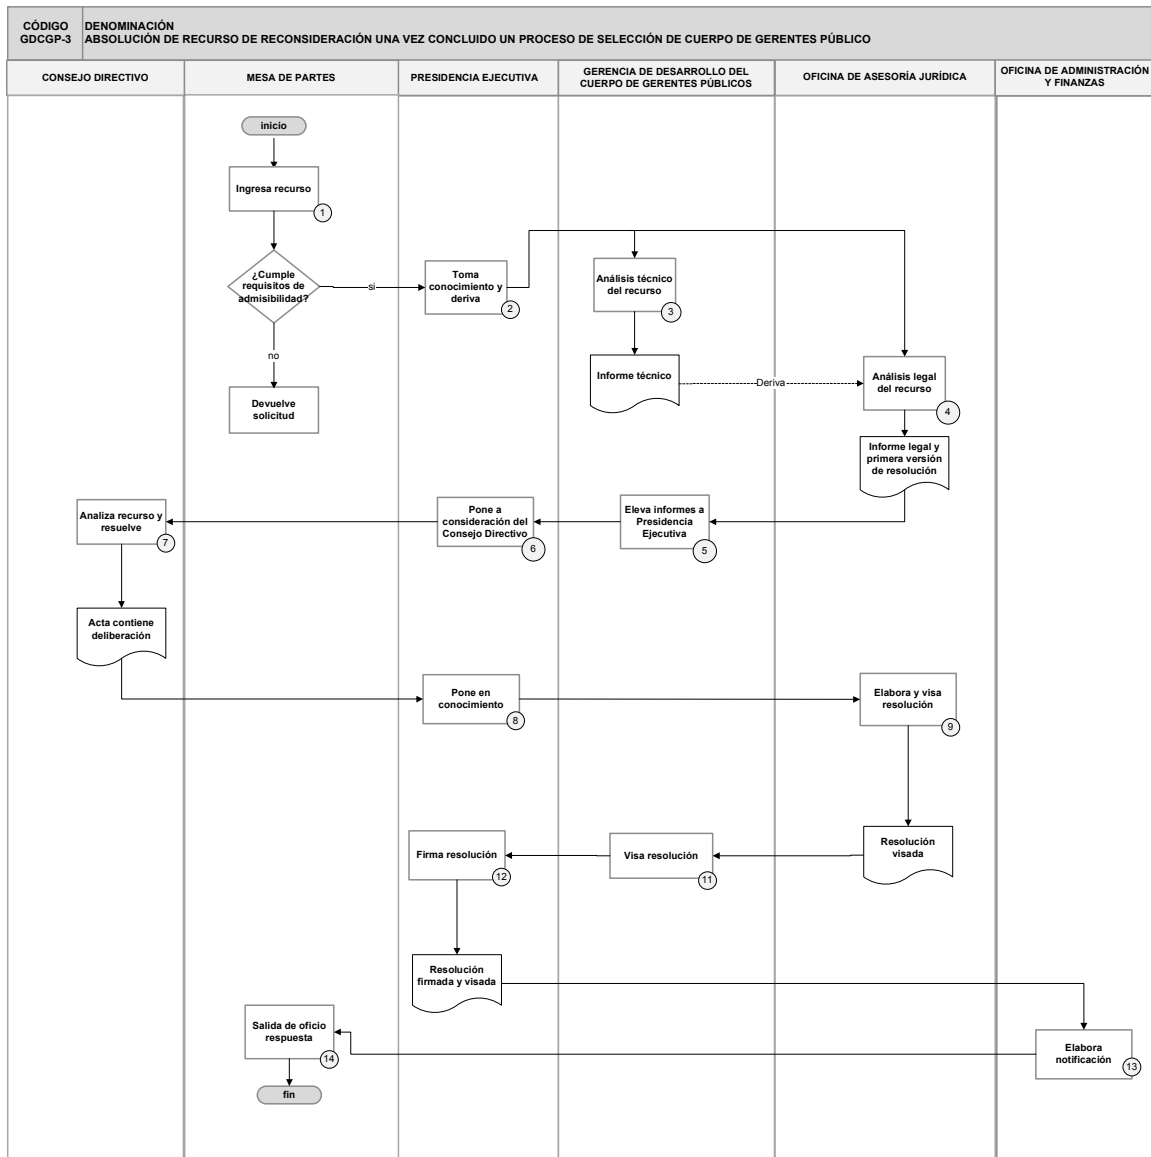 CÓDIGO
GDCGP-3
DENOMINACIÓN
ABSOLUCIÓN DE RECURSO DE RECONSIDERACIÓN UNA VEZ CONCLUIDO UN PROCESO DE SELECCIÓN DE CUERPO DE GERENTES PÚBLICO
CONSEJO DIRECTIVO
MESA DE PARTES
PRESIDENCIA EJECUTIVA
GERENCIA DE DESARROLLO DEL
CUERPO DE GERENTES PÚBLICOS
OFICINA DE ASESORÍA JURÍDICA
OFICINA DE ADMINISTRACIÓN
Y FINANZAS
inicio
Ingresa recurso
1
¿Cumple
requisitos de
admisibilidad?
si
Toma
conocimiento y
deriva
2
Análisis técnico
del recurso
3
no
Informe técnico
Deriva
Análisis legal
del recurso
4
Devuelve
solicitud
Informe legal y
primera versión
de resolución
Analiza recurso y
resuelve
7
Pone a
consideración del
Consejo Directivo
6
Eleva informes a
Presidencia
Ejecutiva
5
Acta contiene
deliberación
Pone en
conocimiento
8
Elabora y visa
resolución
9
Firma resolución
12
Visa resolución
11
Resolución
visada
Resolución
firmada y visada
Salida de oficio
respuesta
14
Elabora
notificación
13
fin